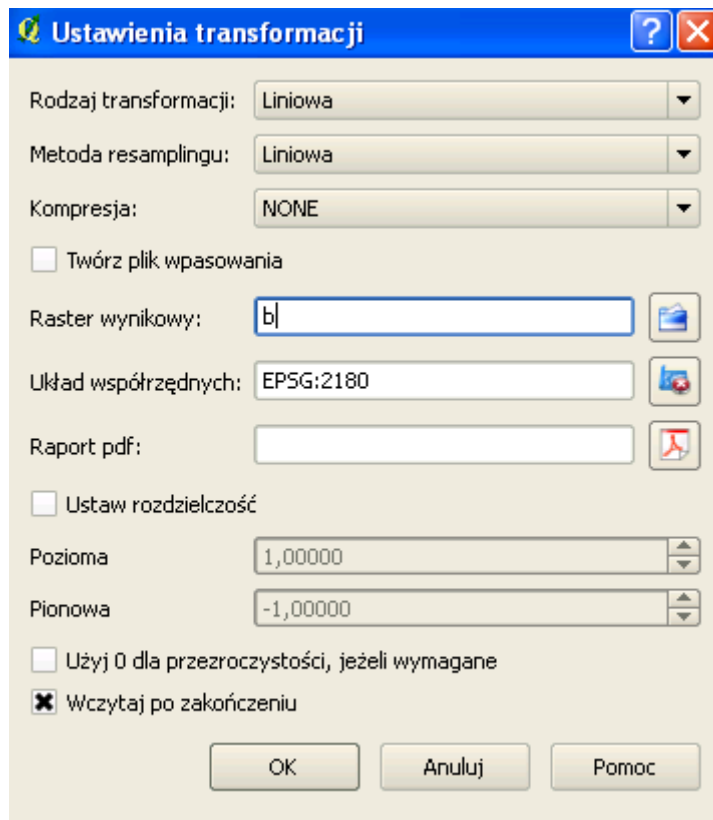 Ustawienia transformacji
Rodzaj transformacji: Liniowa
Metoda resamplingu: Liniowa
Kompresja: NONE
Twórz plik wpasowania
Raster wynikowy: b
Układ współrzędnych: EPSG:2180
Raport pdf:
Ustaw rozdzielczość
Pozioma 1,00000
Pionowa -1,00000
Użyj 0 dla przezroczystości, jeżeli wymagane
Wczytaj po zakończeniu
OK Anuluj Pomoc